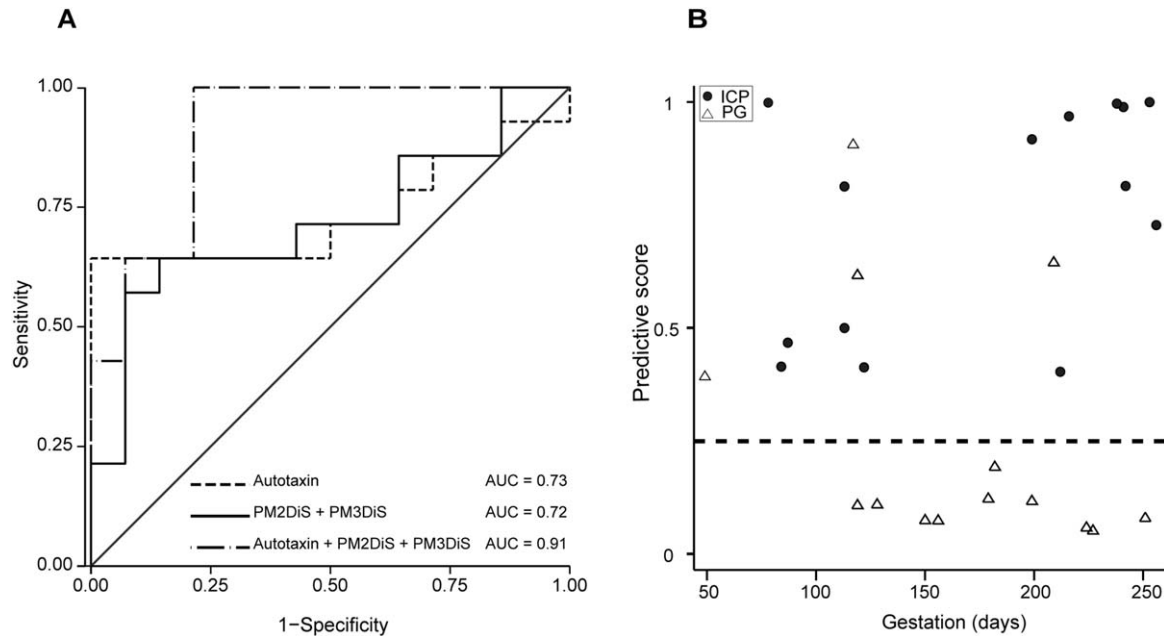 A
1.00
0.75
0.50
0.25
0.00
Sensitivity
Autotaxin AUC = 0.73
PM2DiS + PM3DiS AUC = 0.72
Autotaxin + PM2DiS + PM3DiS AUC = 0.91
0.00 0.25 0.50 0.75 1.00
1−Specificity
B
ICP
PG
1
0.5
0
Predictive score
50 100 150 200 250
Gestation (days)